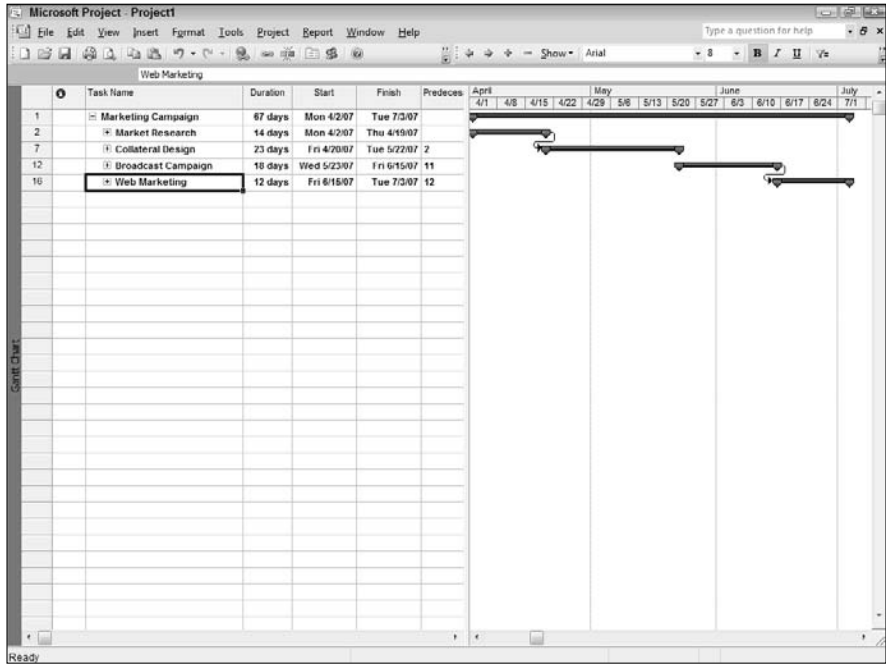 Microsoft Project - Project1
File Edit View Insert Format Tools Project Report Window Help Type a question for help
Show Arial 8 B I U
Web Marketing
Task Name Duration Start Finish Predeces
April May June July
4/1 4/8 4/15 4/22 4/29 5/6 5/13 5/20 5/27 6/3 6/10 6/17 6/24 7/1
1 Marketing Campaign 67 days Mon 4/2/07 Tue 7/3/07
2 Market Research 14 days Mon 4/2/07 Thu 4/19/07
7 Collateral Design 23 days Fri 4/20/07 Tue 5/22/07 2
12 Broadcast Campaign 18 days Wed 5/23/07 Fri 6/15/07 11
16 Web Marketing 12 days Fri 6/15/07 Tue 7/3/07 12
Gantt Chart
Ready